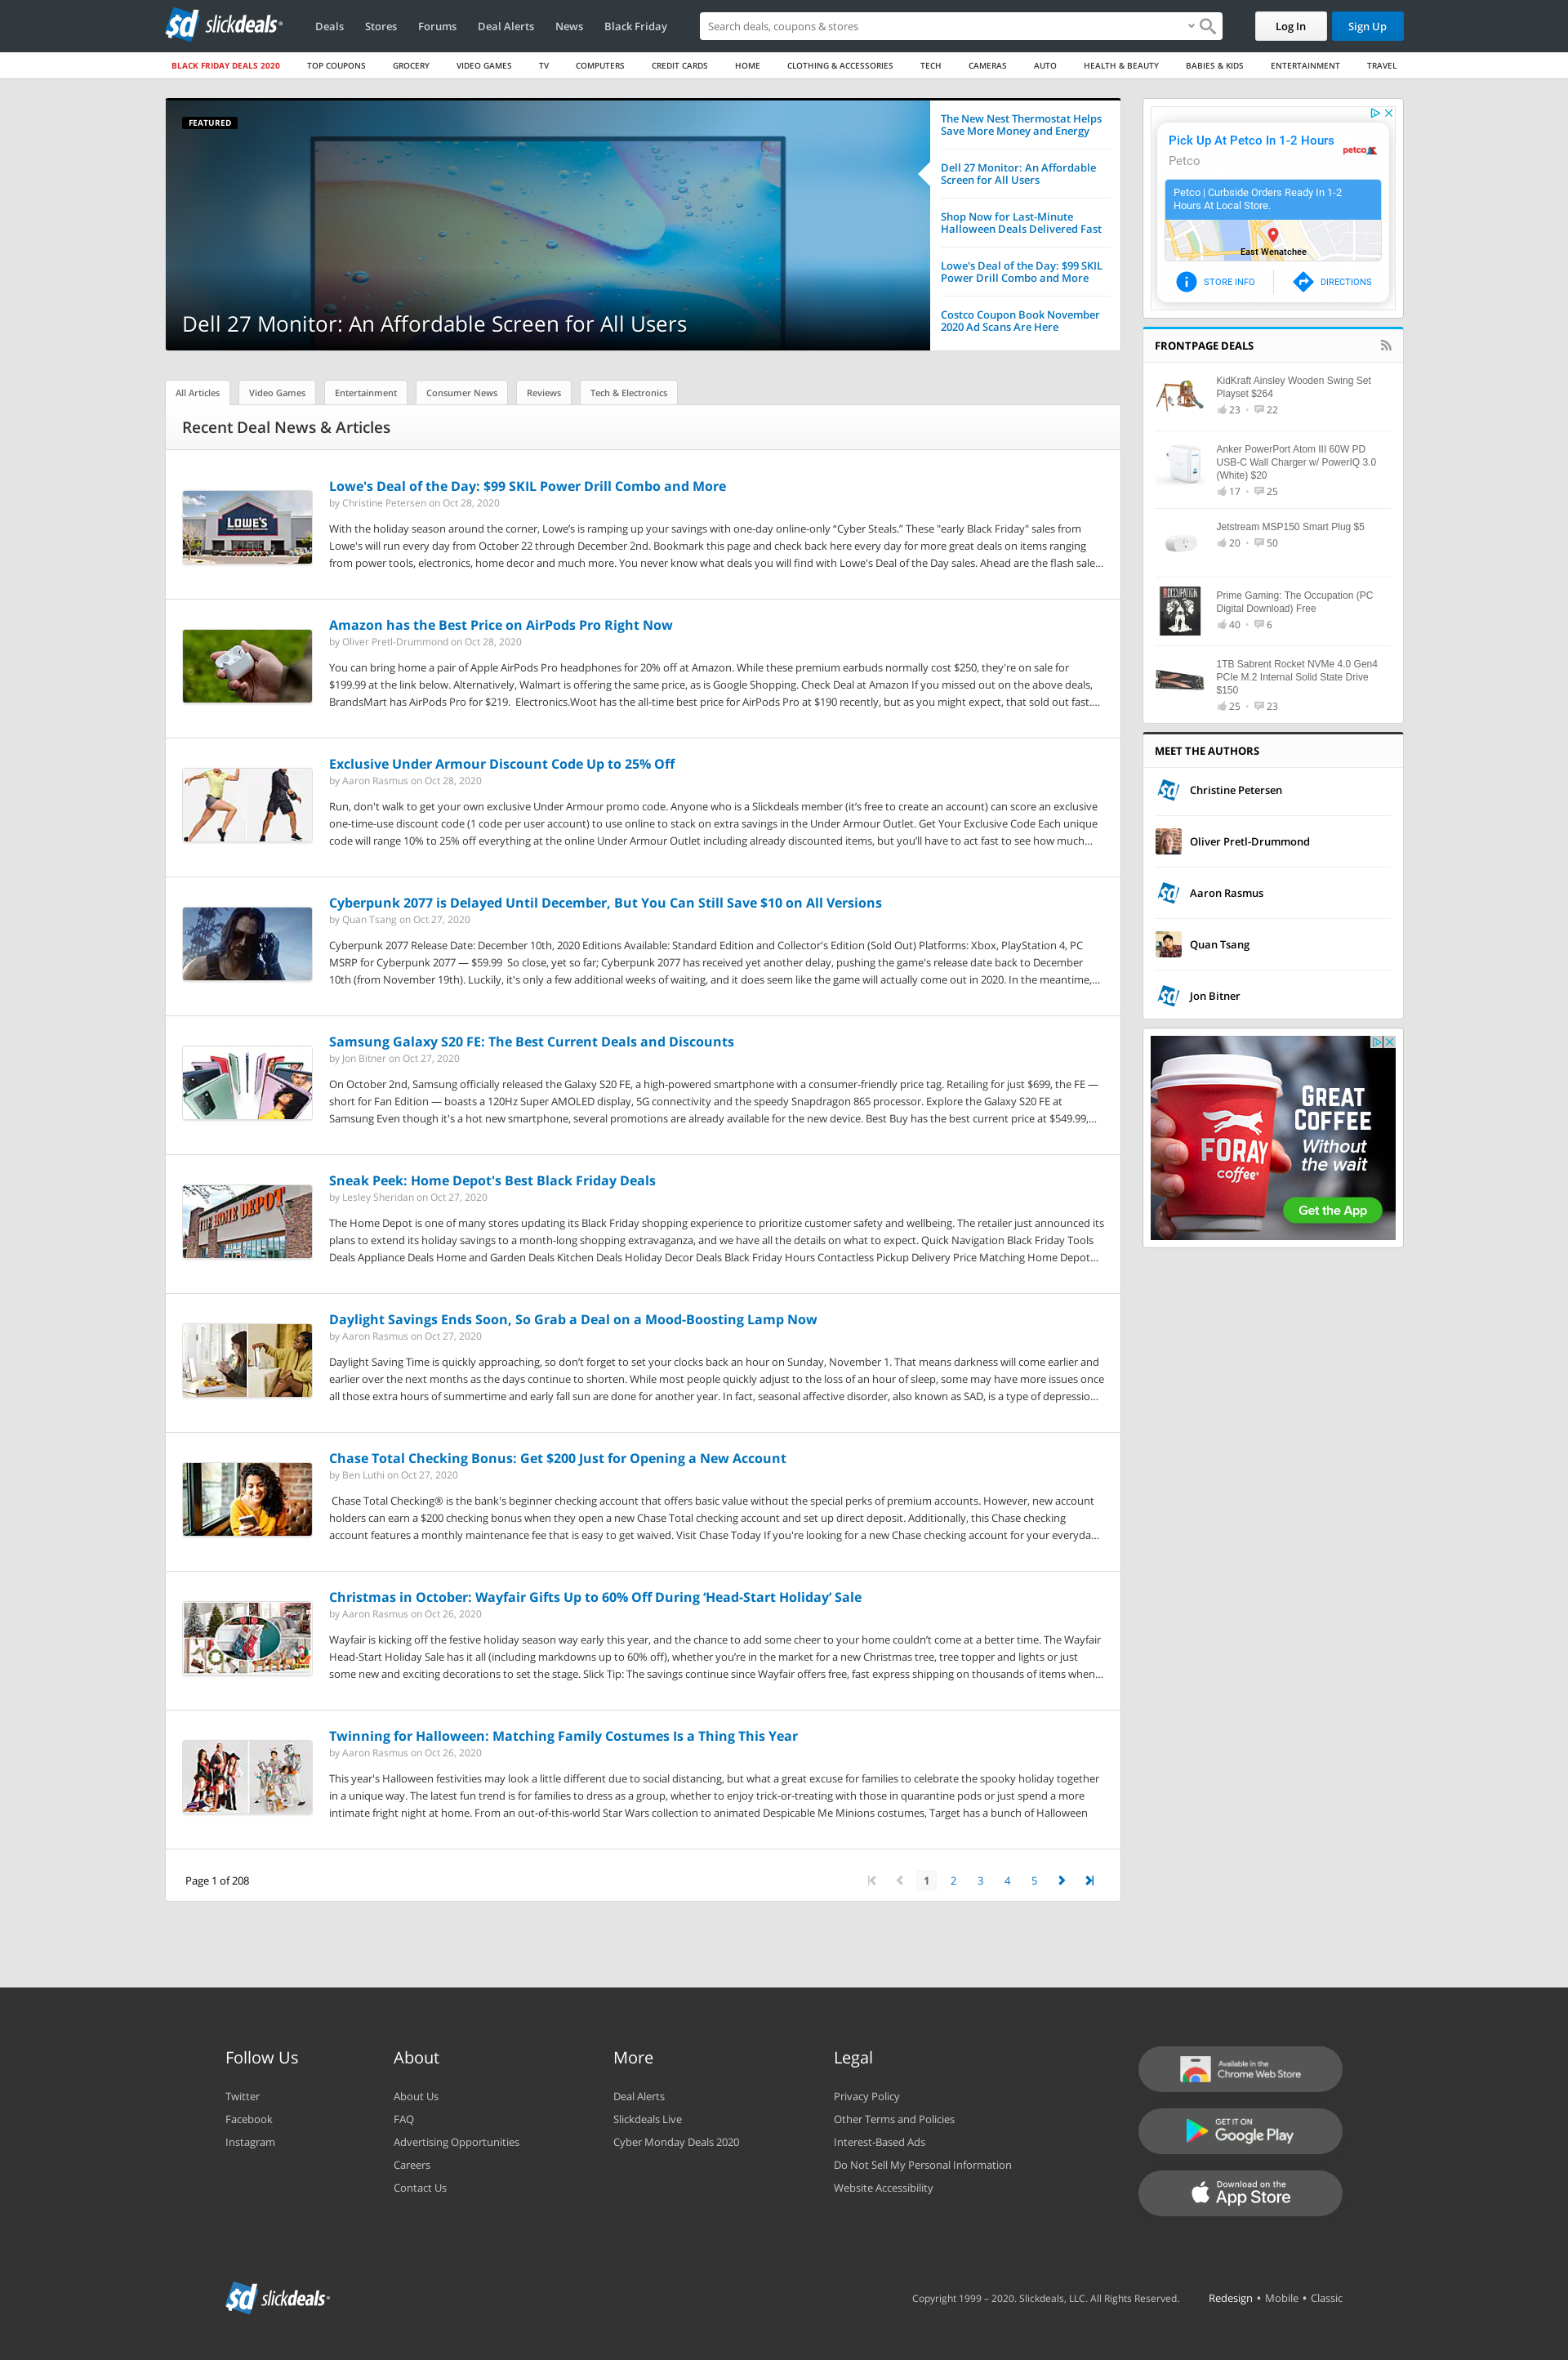 sd slickdeals
Deals
Stores
Forums
Deal Alerts
News
Black Friday
Search deals, coupons & stores
Log In
Sign Up
BLACK FRIDAY DEALS 2020
TOP COUPONS
GROCERY
VIDEO GAMES
TV
COMPUTERS
CREDIT CARDS
HOME
CLOTHING & ACCESSORIES
TECH
CAMERAS
AUTO
HEALTH & BEAUTY
BABIES & KIDS
ENTERTAINMENT
TRAVEL
FEATURED
Dell 27 Monitor: An Affordable Screen for All Users
The New Nest Thermostat Helps
Save More Money and Energy
Dell 27 Monitor: An Affordable
Screen for All Users
Shop Now for Last-Minute
Halloween Deals Delivered Fast
Lowe's Deal of the Day: $99 SKIL
Power Drill Combo and More
Costco Coupon Book November
2020 Ad Scans Are Here
All Articles
Video Games
Entertainment
Consumer News
Reviews
Tech & Electronics
Recent Deal News & Articles
LOWE'S
Lowe's Deal of the Day: $99 SKIL Power Drill Combo and More
by Christine Petersen on Oct 28, 2020
With the holiday season around the corner, Lowe’s is ramping up your savings with one-day online-only “Cyber Steals.” These "early Black Friday" sales from
Lowe's will run every day from October 22 through December 2nd. Bookmark this page and check back here every day for more great deals on items ranging
from power tools, electronics, home decor and much more. You never know what deals you will find with Lowe's Deal of the Day sales. Ahead are the flash sale...
Amazon has the Best Price on AirPods Pro Right Now
by Oliver Pretl-Drummond on Oct 28, 2020
You can bring home a pair of Apple AirPods Pro headphones for 20% off at Amazon. While these premium earbuds normally cost $250, they're on sale for
$199.99 at the link below. Alternatively, Walmart is offering the same price, as is Google Shopping. Check Deal at Amazon If you missed out on the above deals,
BrandsMart has AirPods Pro for $219. Electronics.Woot has the all-time best price for AirPods Pro at $190 recently, but as you might expect, that sold out fast....
Exclusive Under Armour Discount Code Up to 25% Off
by Aaron Rasmus on Oct 28, 2020
Run, don't walk to get your own exclusive Under Armour promo code. Anyone who is a Slickdeals member (it’s free to create an account) can score an exclusive
one-time-use discount code (1 code per user account) to use online to stack on extra savings in the Under Armour Outlet. Get Your Exclusive Code Each unique
code will range 10% to 25% off everything at the online Under Armour Outlet including already discounted items, but you’ll have to act fast to see how much...
Cyberpunk 2077 is Delayed Until December, But You Can Still Save $10 on All Versions
by Quan Tsang on Oct 27, 2020
Cyberpunk 2077 Release Date: December 10th, 2020 Editions Available: Standard Edition and Collector's Edition (Sold Out) Platforms: Xbox, PlayStation 4, PC
MSRP for Cyberpunk 2077 — $59.99 So close, yet so far; Cyberpunk 2077 has received yet another delay, pushing the game's release date back to December
10th (from November 19th). Luckily, it's only a few additional weeks of waiting, and it does seem like the game will actually come out in 2020. In the meantime,...
Samsung Galaxy S20 FE: The Best Current Deals and Discounts
by Jon Bitner on Oct 27, 2020
On October 2nd, Samsung officially released the Galaxy S20 FE, a high-powered smartphone with a consumer-friendly price tag. Retailing for just $699, the FE —
short for Fan Edition — boasts a 120Hz Super AMOLED display, 5G connectivity and the speedy Snapdragon 865 processor. Explore the Galaxy S20 FE at
Samsung Even though it's a hot new smartphone, several promotions are already available for the new device. Best Buy has the best current price at $549.99,...
THE HOME DEPOT
Sneak Peek: Home Depot's Best Black Friday Deals
by Lesley Sheridan on Oct 27, 2020
The Home Depot is one of many stores updating its Black Friday shopping experience to prioritize customer safety and wellbeing. The retailer just announced its
plans to extend its holiday savings to a month-long shopping extravaganza, and we have all the details on what to expect. Quick Navigation Black Friday Tools
Deals Appliance Deals Home and Garden Deals Kitchen Deals Holiday Decor Deals Black Friday Hours Contactless Pickup Delivery Price Matching Home Depot...
Daylight Savings Ends Soon, So Grab a Deal on a Mood-Boosting Lamp Now
by Aaron Rasmus on Oct 27, 2020
Daylight Saving Time is quickly approaching, so don’t forget to set your clocks back an hour on Sunday, November 1. That means darkness will come earlier and
earlier over the next months as the days continue to shorten. While most people quickly adjust to the loss of an hour of sleep, some may have more issues once
all those extra hours of summertime and early fall sun are done for another year. In fact, seasonal affective disorder, also known as SAD, is a type of depressio...
Chase Total Checking Bonus: Get $200 Just for Opening a New Account
by Ben Luthi on Oct 27, 2020
Chase Total Checking® is the bank's beginner checking account that offers basic value without the special perks of premium accounts. However, new account
holders can earn a $200 checking bonus when they open a new Chase Total checking account and set up direct deposit. Additionally, this Chase checking
account features a monthly maintenance fee that is easy to get waived. Visit Chase Today If you're looking for a new Chase checking account for your everyda...
Christmas in October: Wayfair Gifts Up to 60% Off During ‘Head-Start Holiday’ Sale
by Aaron Rasmus on Oct 26, 2020
Wayfair is kicking off the festive holiday season way early this year, and the chance to add some cheer to your home couldn’t come at a better time. The Wayfair
Head-Start Holiday Sale has it all (including markdowns up to 60% off), whether you’re in the market for a new Christmas tree, tree topper and lights or just
some new and exciting decorations to set the stage. Slick Tip: The savings continue since Wayfair offers free, fast express shipping on thousands of items when...
Twinning for Halloween: Matching Family Costumes Is a Thing This Year
by Aaron Rasmus on Oct 26, 2020
This year's Halloween festivities may look a little different due to social distancing, but what a great excuse for families to celebrate the spooky holiday together
in a unique way. The latest fun trend is for families to dress as a group, whether to enjoy trick-or-treating with those in quarantine pods or just spend a more
intimate fright night at home. From an out-of-this-world Star Wars collection to animated Despicable Me Minions costumes, Target has a bunch of Halloween
Page 1 of 208
1 2 3 4 5
Pick Up At Petco In 1-2 Hours
Petco
petco
Petco | Curbside Orders Ready In 1-2
Hours At Local Store.
East Wenatchee
STORE INFO
DIRECTIONS
FRONTPAGE DEALS
KidKraft Ainsley Wooden Swing Set
Playset $264
23 • 22
Anker PowerPort Atom III 60W PD
USB-C Wall Charger w/ PowerIQ 3.0
(White) $20
17 • 25
Jetstream MSP150 Smart Plug $5
20 • 50
OCCUPATION
Prime Gaming: The Occupation (PC
Digital Download) Free
40 • 6
1TB Sabrent Rocket NVMe 4.0 Gen4
PCIe M.2 Internal Solid State Drive
$150
25 • 23
MEET THE AUTHORS
sd Christine Petersen
Oliver Pretl-Drummond
sd Aaron Rasmus
Quan Tsang
sd Jon Bitner
FORAY
coffee
GREAT
COFFEE
Without
the wait
Get the App
Follow Us
Twitter
Facebook
Instagram
About
About Us
FAQ
Advertising Opportunities
Careers
Contact Us
More
Deal Alerts
Slickdeals Live
Cyber Monday Deals 2020
Legal
Privacy Policy
Other Terms and Policies
Interest-Based Ads
Do Not Sell My Personal Information
Website Accessibility
Available in the
Chrome Web Store
GET IT ON
Google Play
Download on the
App Store
sd slickdeals
Copyright 1999 – 2020. Slickdeals, LLC. All Rights Reserved.
Redesign • Mobile • Classic